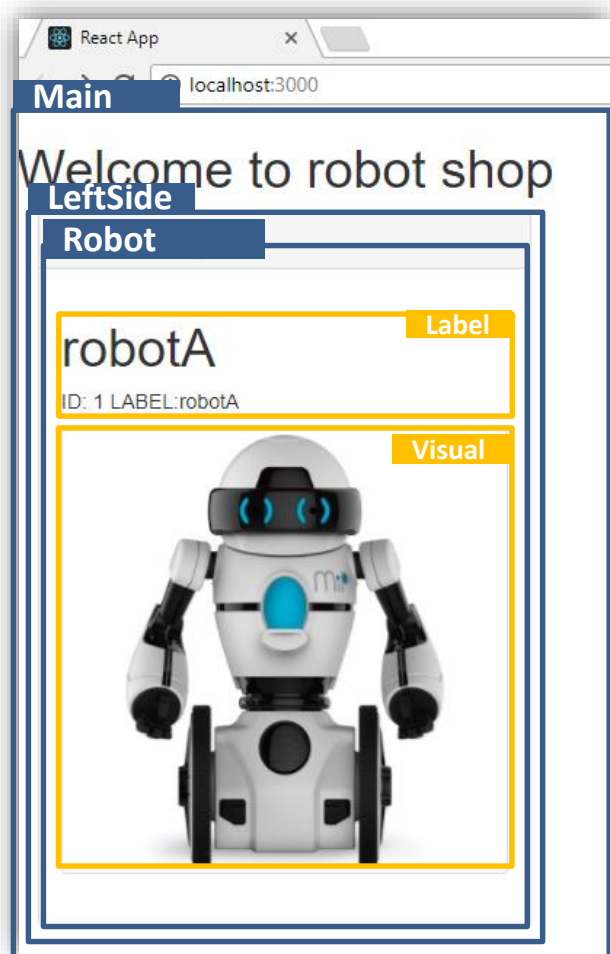 React App
localhost:3000
Main
Welcome to robot shop
LeftSide
Robot
Label
robotA
ID: 1 LABEL:robotA
Visual